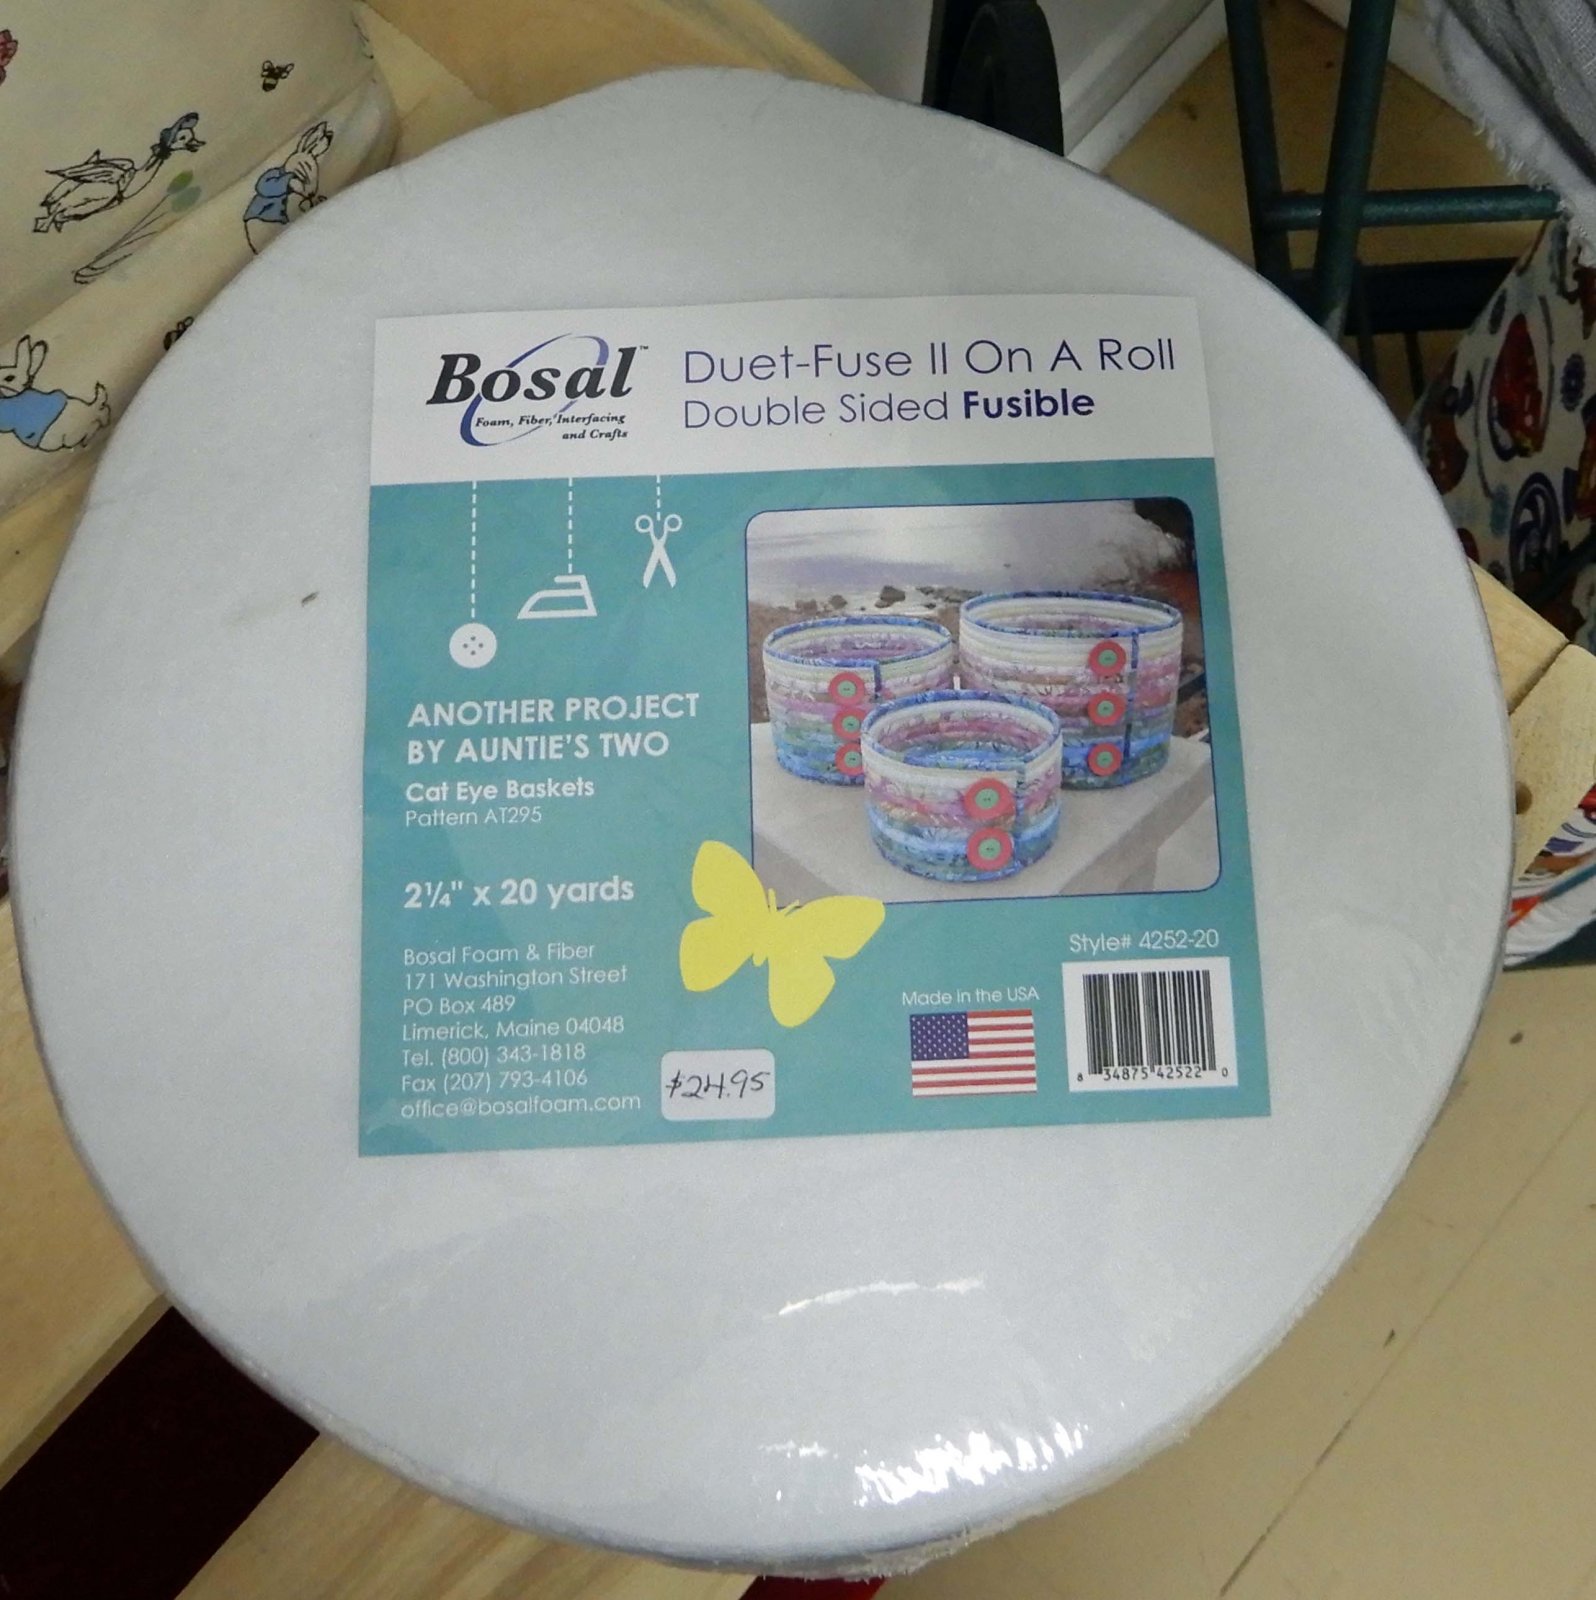 Bosal™
Foam, Fiber, Interfacing
and Crafts
Duet-Fuse II On A Roll
Double Sided Fusible
ANOTHER PROJECT
BY AUNTIE'S TWO
Cat Eye Baskets
Pattern AT295
2¼" x 20 yards
Bosal Foam & Fiber
171 Washington Street
PO Box 489
Limerick, Maine 04048
Tel. (800) 343-1818
Fax (207) 793-4106
office@bosalfoam.com
$24.95
Made in the USA
Style# 4252-20
8 34875 42522 0